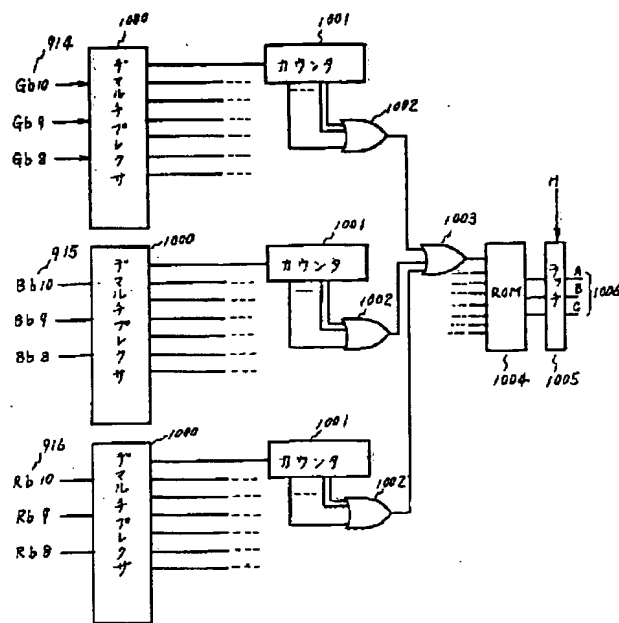 1000
1001
914
カウンタ
デマルチプレクサ
1002
Gb10
Gb9
Gb8
1000
1001
1003
M
915
カウンタ
デマルチプレクサ
1002
Bb10
Bb9
Bb8
ROM
ラッチ
A
B
C
1006
1004
1005
1000
1001
916
カウンタ
デマルチプレクサ
1002
Rb10
Rb9
Rb8